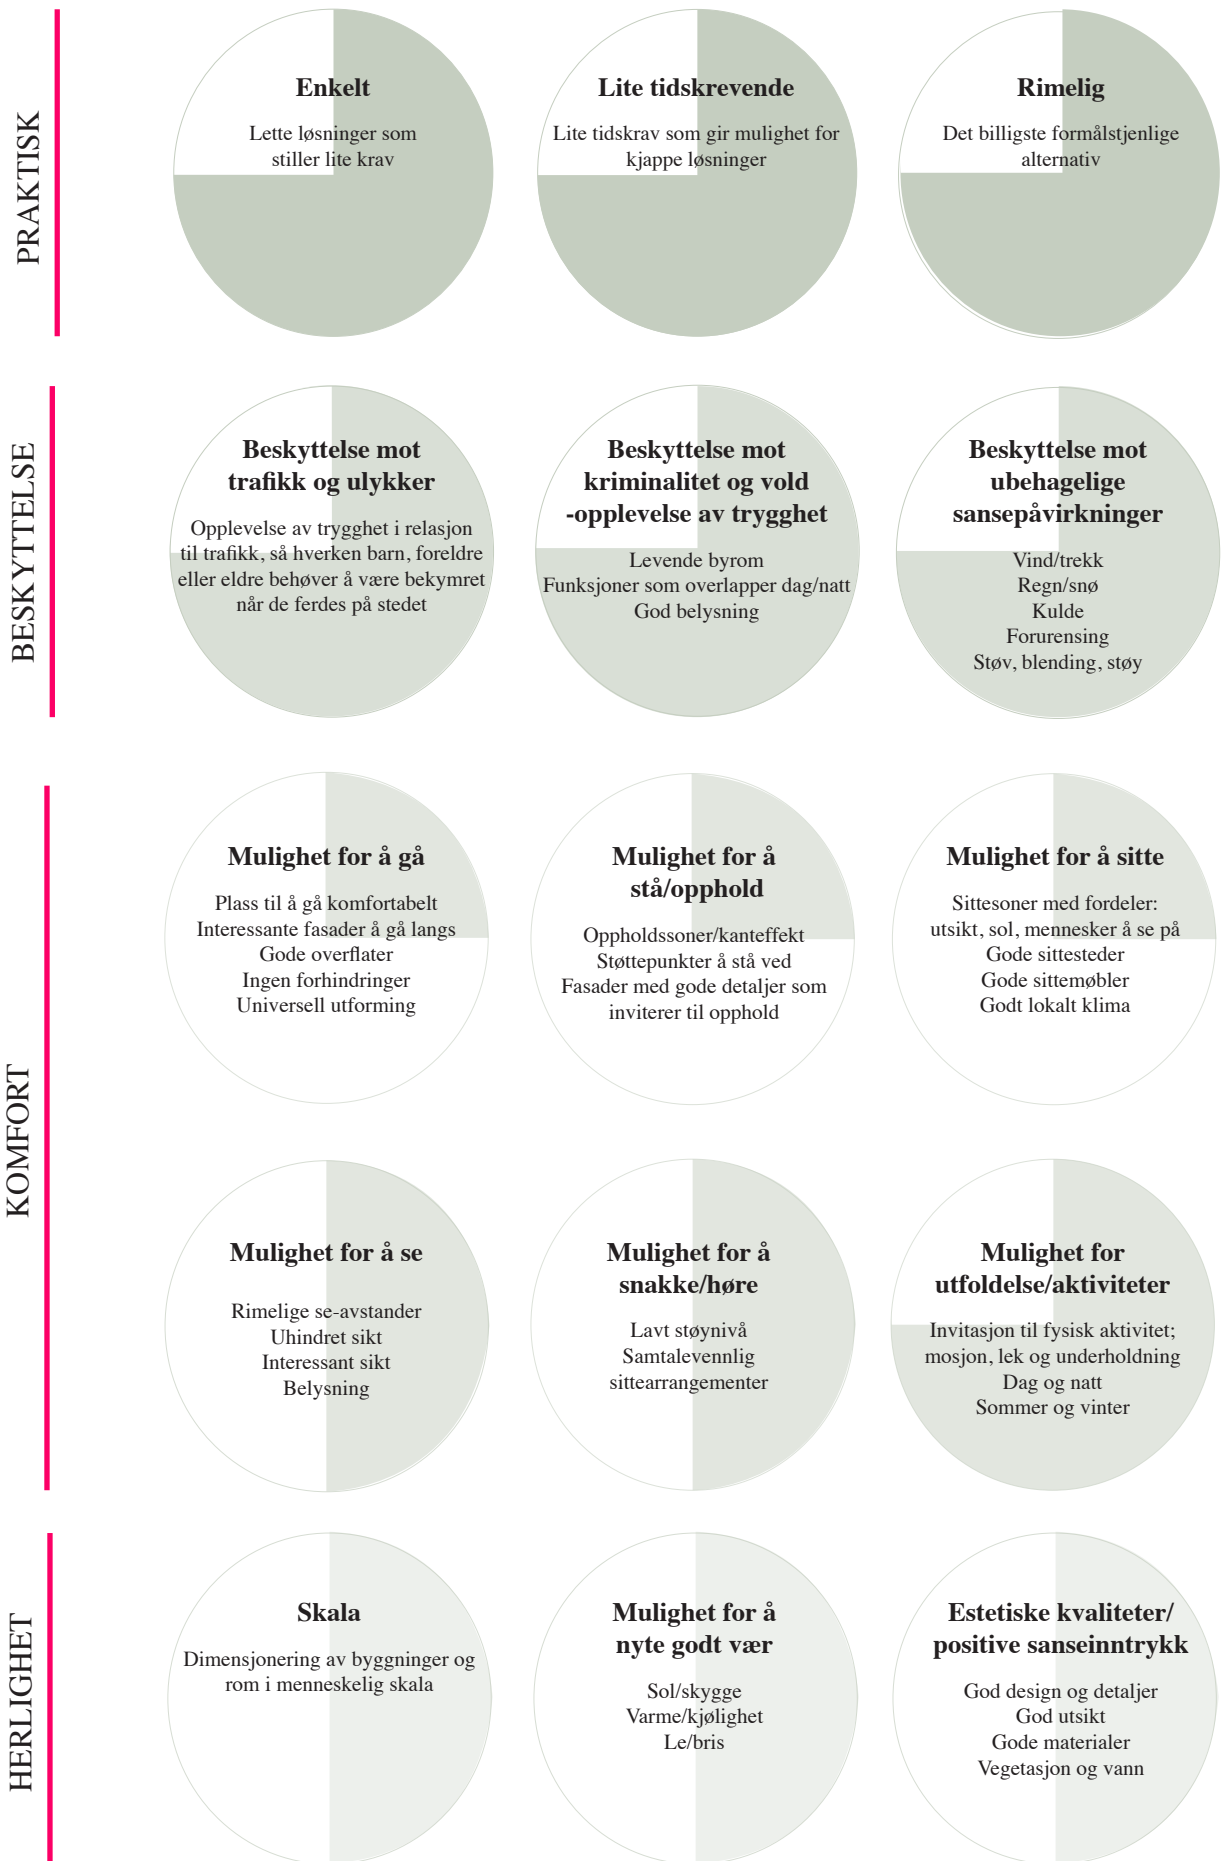 PRAKTISK
Enkelt
Lette løsninger som
stiller lite krav
Lite tidskrevende
Lite tidskrav som gir mulighet for
kjappe løsninger
Rimelig
Det billigste formålstjenlige
alternativ
BESKYTTELSE
Beskyttelse mot
trafikk og ulykker
Opplevelse av trygghet i relasjon
til trafikk, så hverken barn, foreldre
eller eldre behøver å være bekymret
når de ferdes på stedet
Beskyttelse mot
kriminalitet og vold
-opplevelse av trygghet
Levende byrom
Funksjoner som overlapper dag/natt
God belysning
Beskyttelse mot
ubehagelige
sansepåvirkninger
Vind/trekk
Regn/snø
Kulde
Forurensing
Støv, blending, støy
KOMFORT
Mulighet for å gå
Plass til å gå komfortabelt
Interessante fasader å gå langs
Gode overflater
Ingen forhindringer
Universell utforming
Mulighet for å
stå/opphold
Oppholdssoner/kanteffekt
Støttepunkter å stå ved
Fasader med gode detaljer som
inviterer til opphold
Mulighet for å sitte
Sittesoner med fordeler:
utsikt, sol, mennesker å se på
Gode sittesteder
Gode sittemøbler
Godt lokalt klima
Mulighet for å se
Rimelige se-avstander
Uhindret sikt
Interessant sikt
Belysning
Mulighet for å
snakke/høre
Lavt støynivå
Samtalevennlig
sittearrangementer
Mulighet for
utfoldelse/aktiviteter
Invitasjon til fysisk aktivitet;
mosjon, lek og underholdning
Dag og natt
Sommer og vinter
HERLIGHET
Skala
Dimensjonering av byggninger og
rom i menneskelig skala
Mulighet for å
nyte godt vær
Sol/skygge
Varme/kjølighet
Le/bris
Estetiske kvaliteter/
positive sanseinntrykk
God design og detaljer
God utsikt
Gode materialer
Vegetasjon og vann